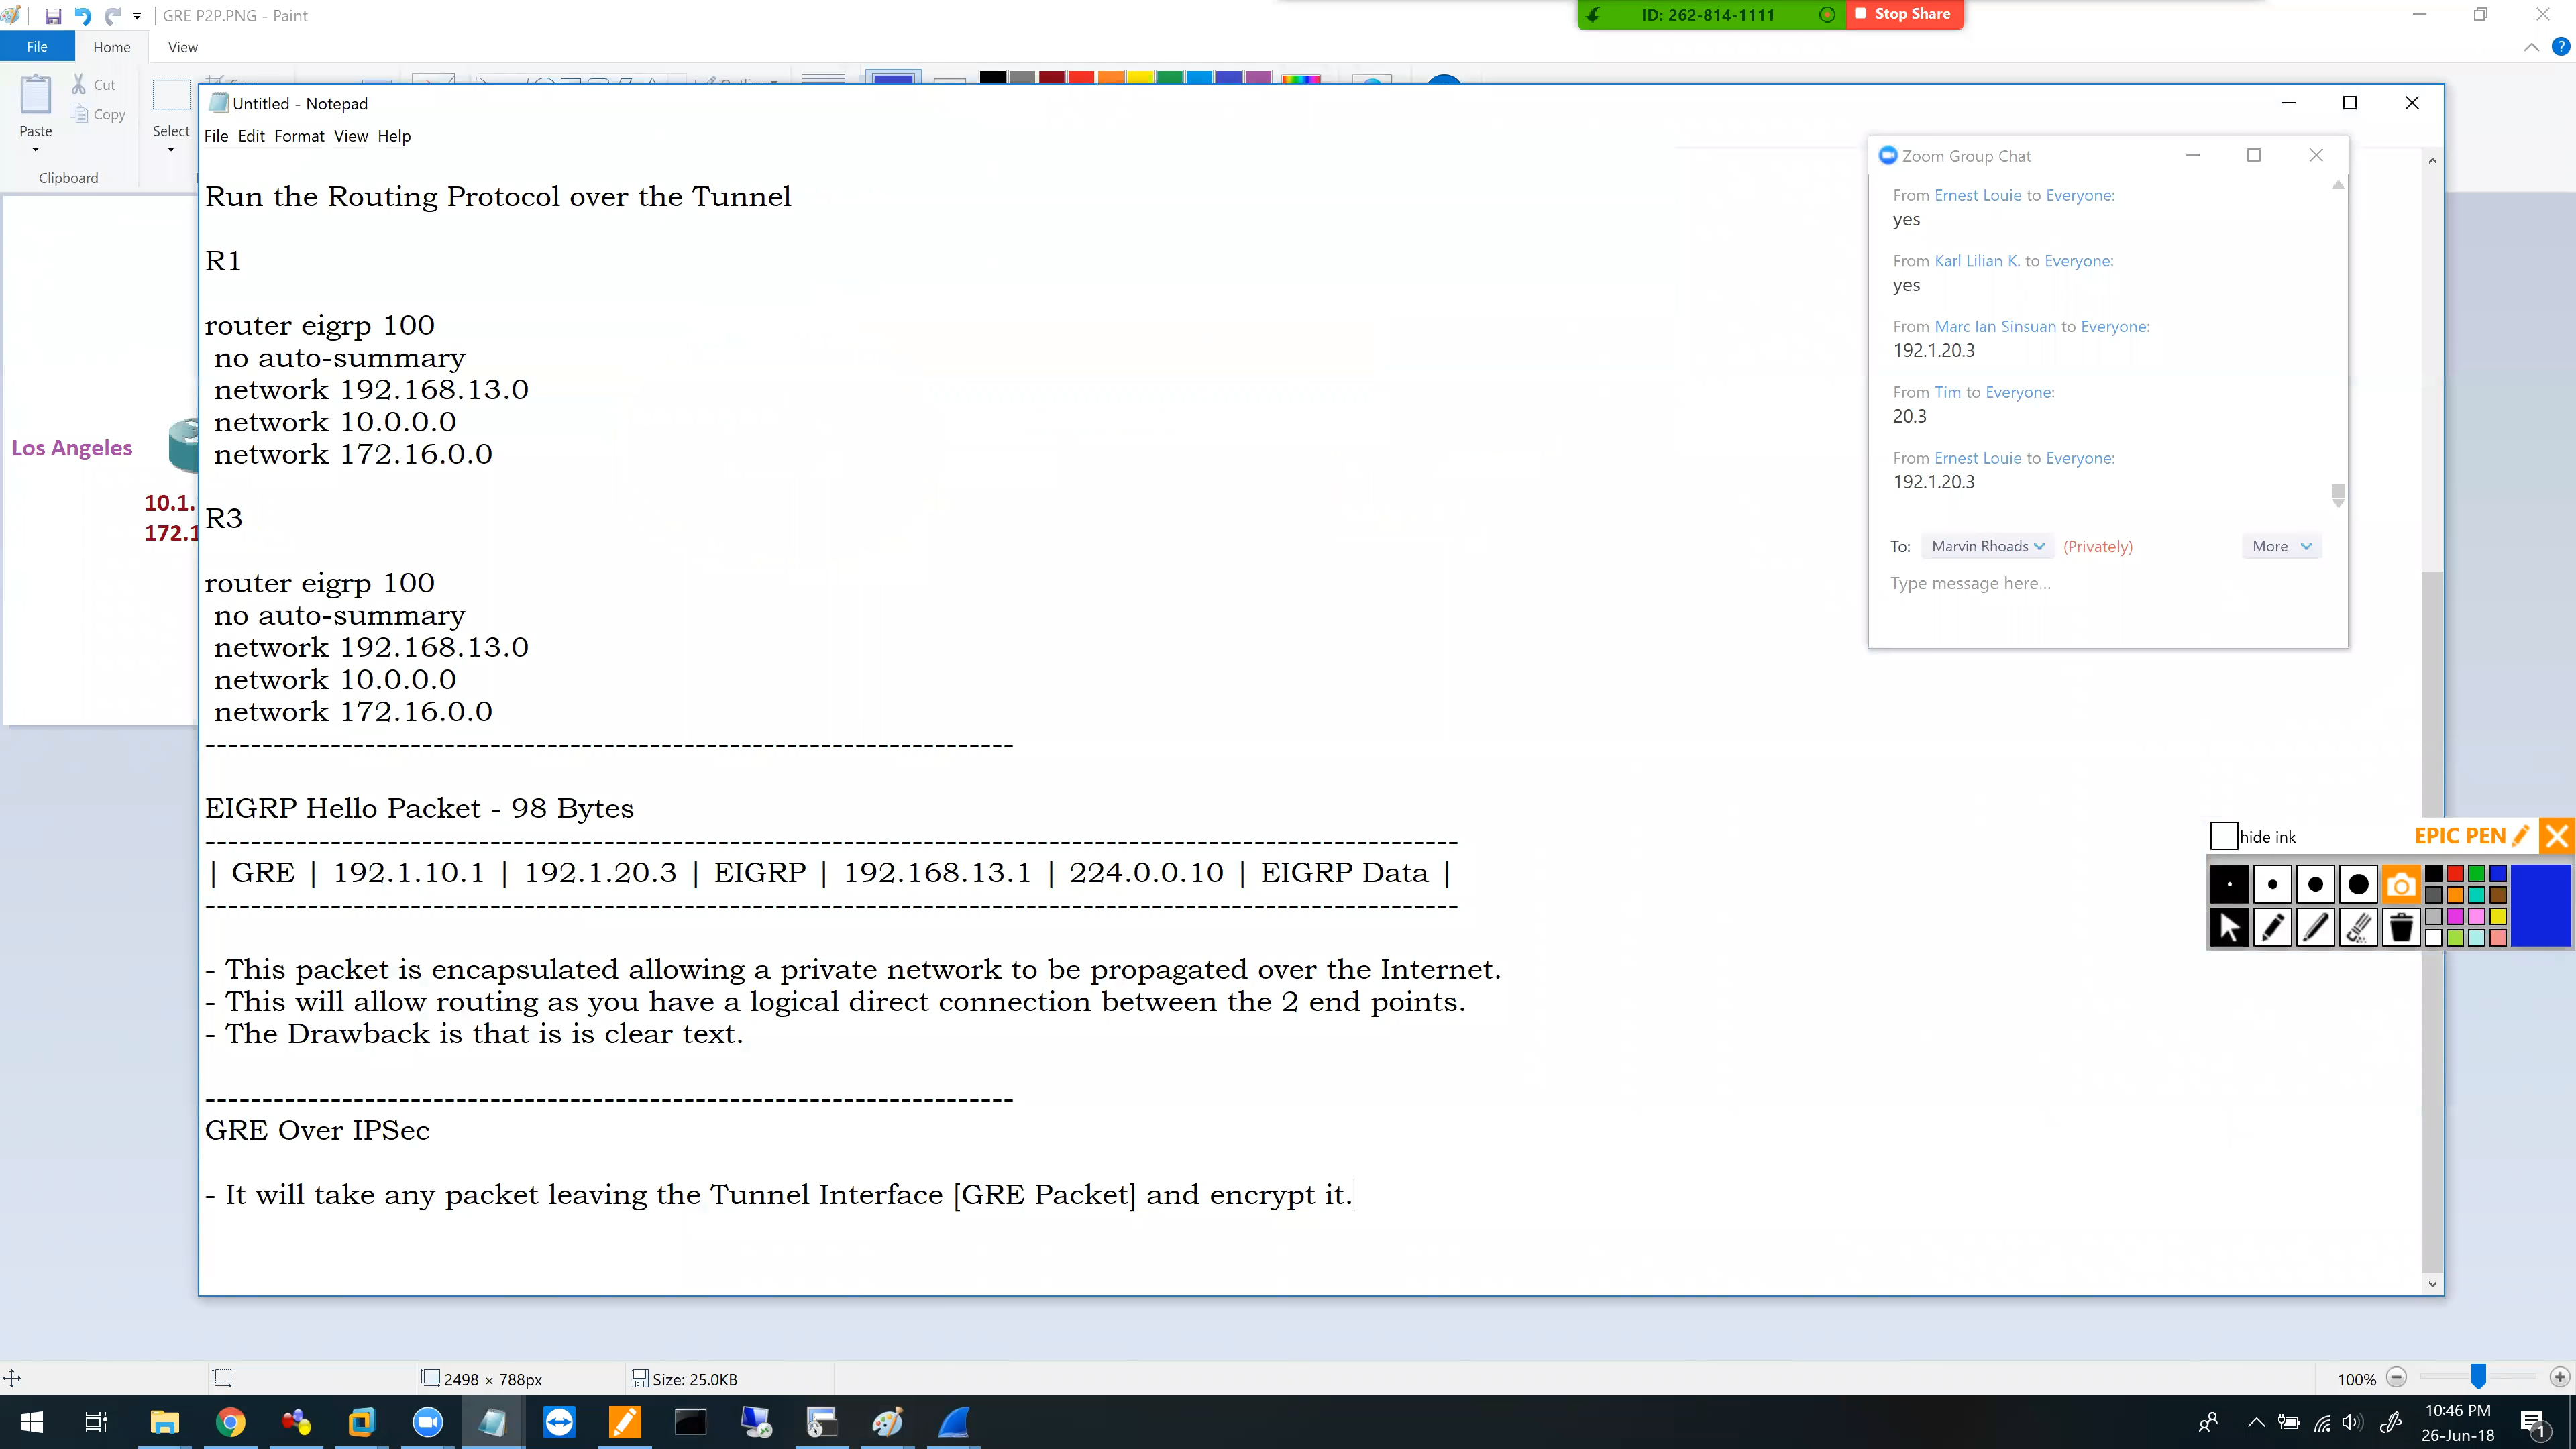 GRE P2P.PNG - Paint
ID: 262-814-1111
Stop Share
File
Home
View
Cut
Copy
Paste
Select
Clipboard
Untitled - Notepad
File Edit Format View Help
Run the Routing Protocol over the Tunnel
R1
router eigrp 100
no auto-summary
network 192.168.13.0
network 10.0.0.0
network 172.16.0.0
Los Angeles
10.1.
172.1
R3
router eigrp 100
no auto-summary
network 192.168.13.0
network 10.0.0.0
network 172.16.0.0
----------------------------------------------------------------------
EIGRP Hello Packet - 98 Bytes
------------------------------------------------------------------------------------------------------------
| GRE | 192.1.10.1 | 192.1.20.3 | EIGRP | 192.168.13.1 | 224.0.0.10 | EIGRP Data |
------------------------------------------------------------------------------------------------------------
- This packet is encapsulated allowing a private network to be propagated over the Internet.
- This will allow routing as you have a logical direct connection between the 2 end points.
- The Drawback is that is is clear text.
----------------------------------------------------------------------
GRE Over IPSec
- It will take any packet leaving the Tunnel Interface [GRE Packet] and encrypt it.
Zoom Group Chat
From Ernest Louie to Everyone:
yes
From Karl Lilian K. to Everyone:
yes
From Marc Ian Sinsuan to Everyone:
192.1.20.3
From Tim to Everyone:
20.3
From Ernest Louie to Everyone:
192.1.20.3
To: Marvin Rhoads (Privately)
More
Type message here...
hide ink
EPIC PEN
2498 × 788px
Size: 25.0KB
100%
10:46 PM
26-Jun-18
1